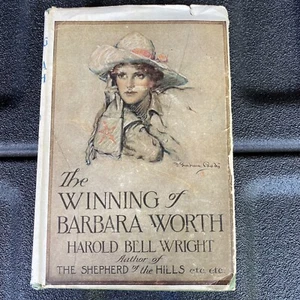 The
WINNING of
BARBARA WORTH
HAROLD BELL WRIGHT
Author of
THE SHEPHERD of the HILLS etc. etc.